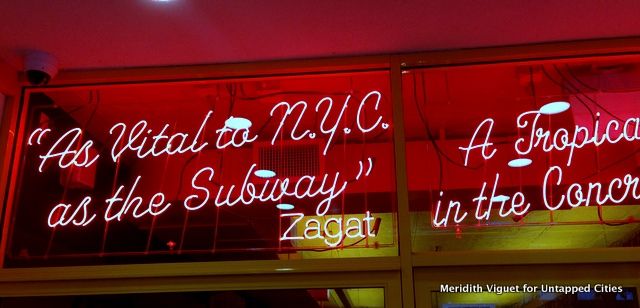 "As Vital to N.Y.C.
as the Subway"
Zagat
A Tropica
in the Concr
Meridith Viguet for Untapped Cities